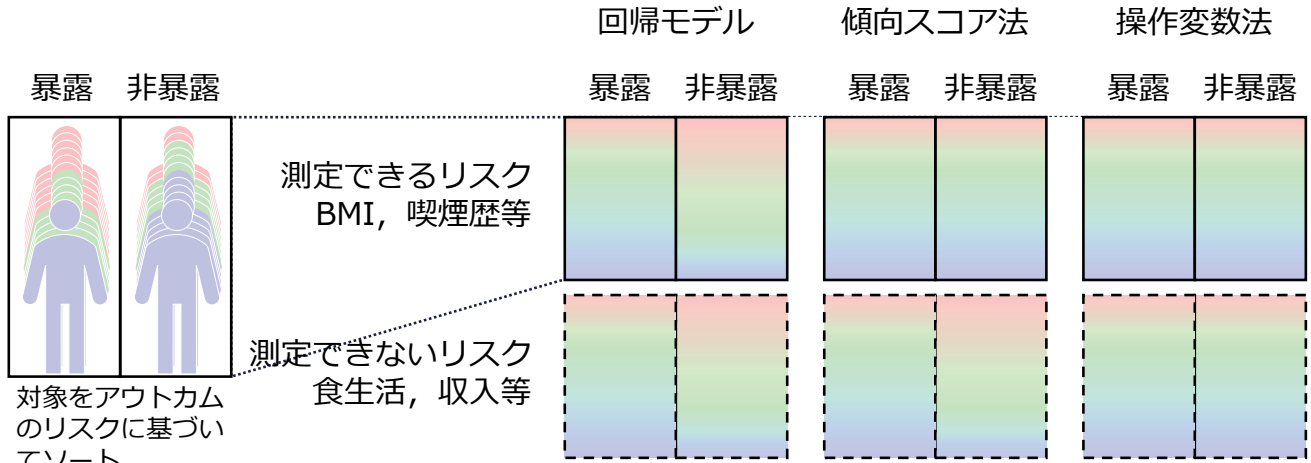 回帰モデル 傾向スコア法 操作変数法
暴露 非暴露 暴露 非暴露 暴露 非暴露 暴露 非暴露
測定できるリスク
BMI，喫煙歴等
測定できないリスク
食生活，収入等
対象をアウトカム
のリスクに基づい
てソート